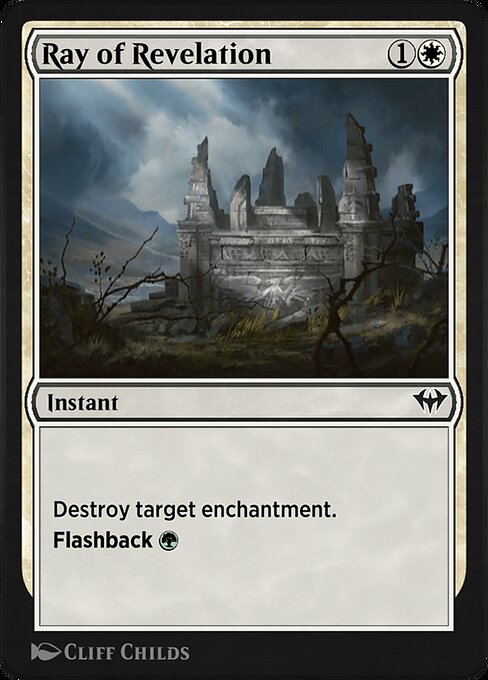 Ray of Revelation 1
Instant
Destroy target enchantment.
Flashback
Cliff Childs